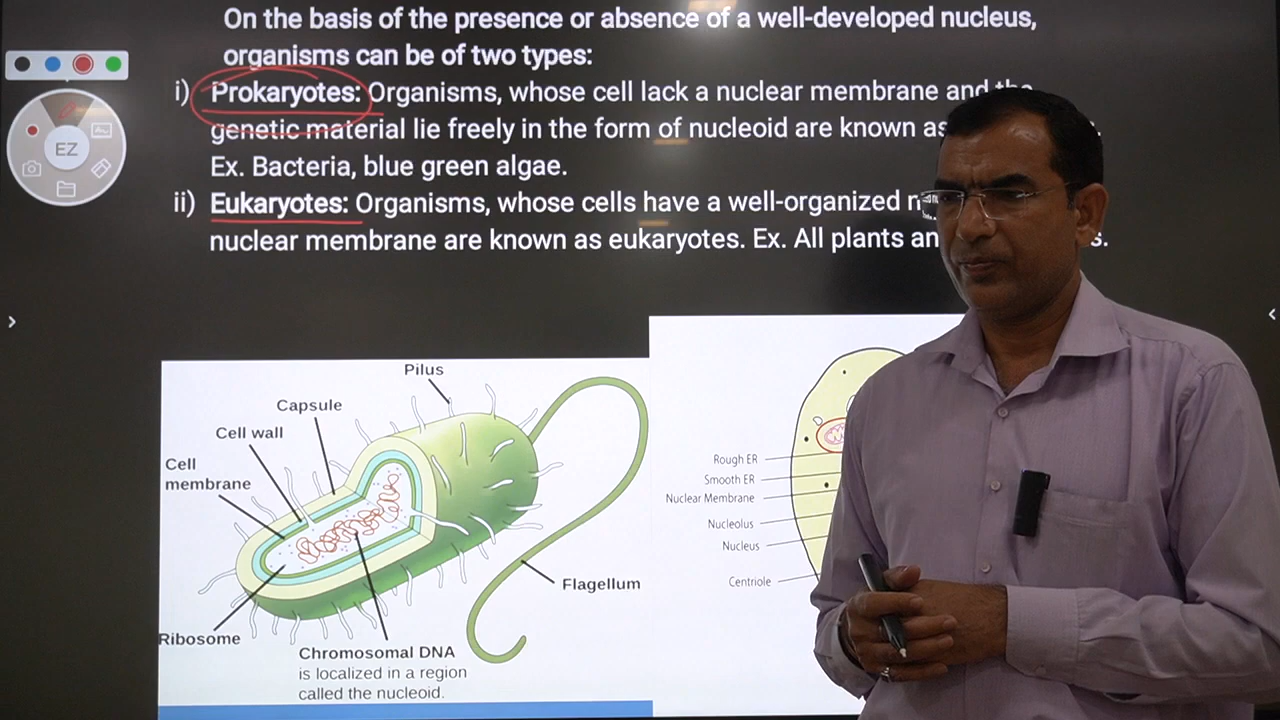 On the basis of the presence or absence of a well-developed nucleus,
organisms can be of two types:
i) Prokaryotes: Organisms, whose cell lack a nuclear membrane and the
genetic material lie freely in the form of nucleoid are known as
Ex. Bacteria, blue green algae.
ii) Eukaryotes: Organisms, whose cells have a well-organized
nuclear membrane are known as eukaryotes. Ex. All plants
EZ
Pilus
Capsule
Cell wall
Cell
membrane
Ribosome
Chromosomal DNA
is localized in a region
called the nucleoid.
Flagellum
Rough ER
Smooth ER
Nuclear Membrane
Nucleolus
Nucleus
Centriole